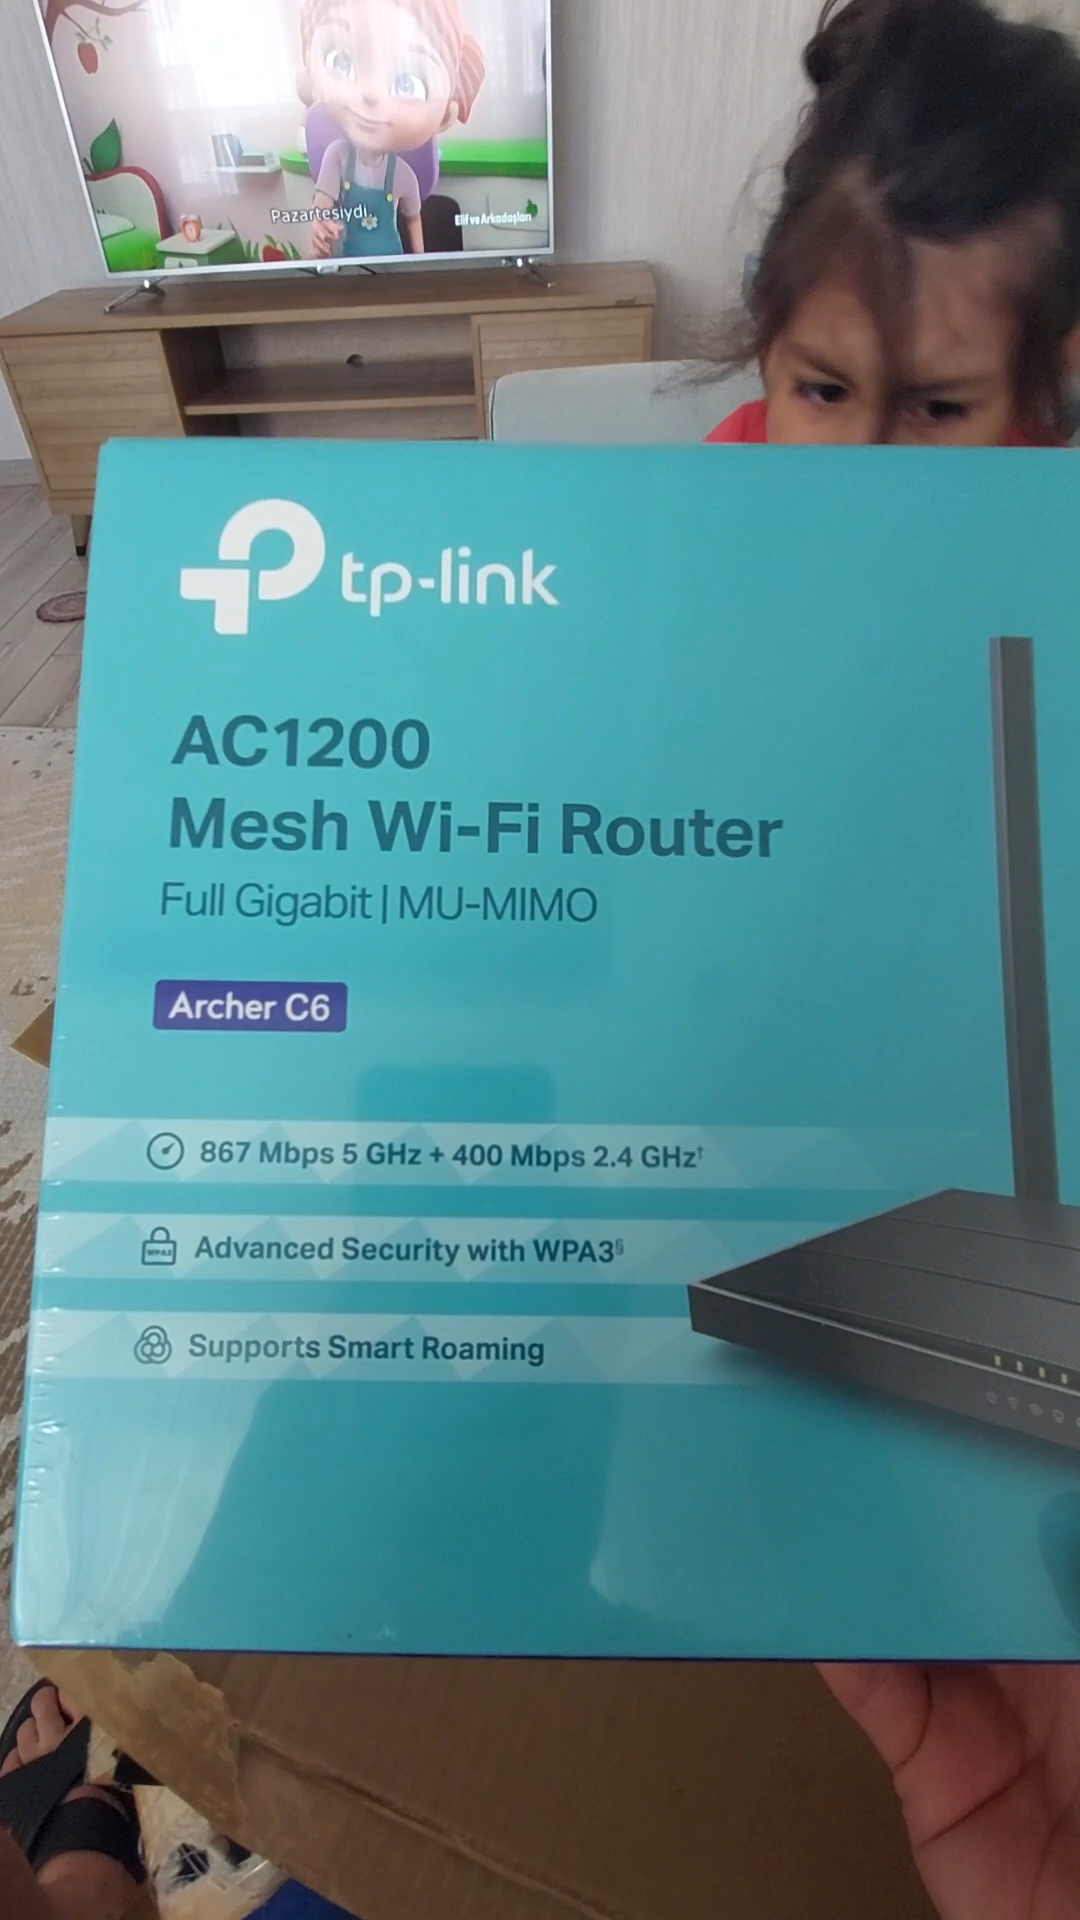 Pazartesiydi.
Elif ve Arkadaşları
tp-link
AC1200
Mesh Wi-Fi Router
Full Gigabit | MU-MIMO
Archer C6
867 Mbps 5 GHz + 400 Mbps 2.4 GHz†
WPA3
Advanced Security with WPA3§
Supports Smart Roaming